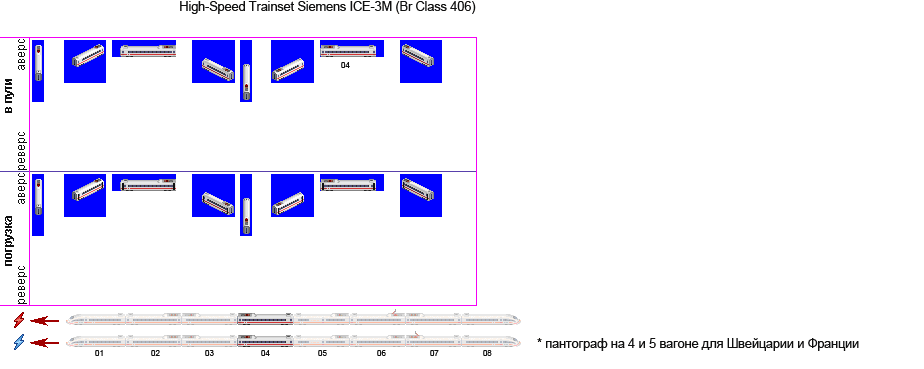 High-Speed Trainset Siemens ICE-3M (Br Class 406)
в пути
аверс
реверс
04
погрузка
аверс
реверс
01 02 03 04 05 06 07 08
* пантограф на 4 и 5 вагоне для Швейцарии и Франции